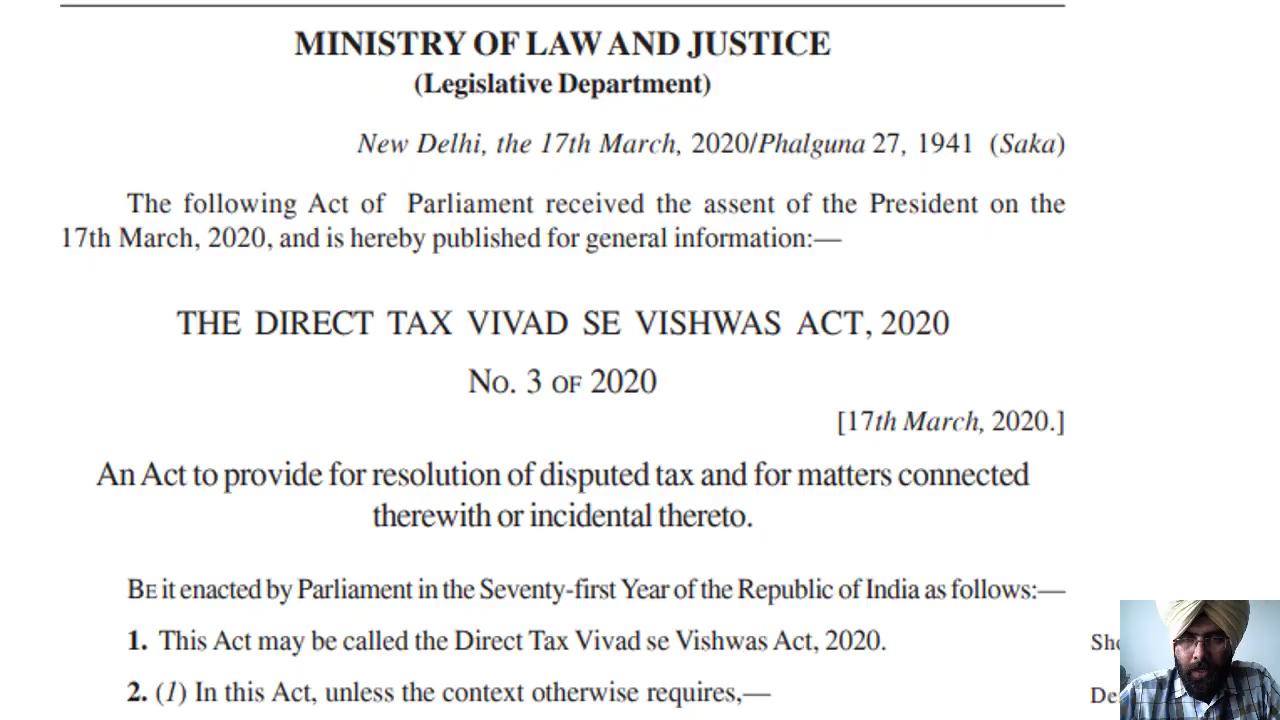 MINISTRY OF LAW AND JUSTICE
(Legislative Department)
New Delhi, the 17th March, 2020/Phalguna 27, 1941 (Saka)
The following Act of Parliament received the assent of the President on the
17th March, 2020, and is hereby published for general information:—
THE DIRECT TAX VIVAD SE VISHWAS ACT, 2020
No. 3 OF 2020
[17th March, 2020.]
An Act to provide for resolution of disputed tax and for matters connected
therewith or incidental thereto.
BE it enacted by Parliament in the Seventy-first Year of the Republic of India as follows:—
1. This Act may be called the Direct Tax Vivad se Vishwas Act, 2020.
2. (1) In this Act, unless the context otherwise requires,—